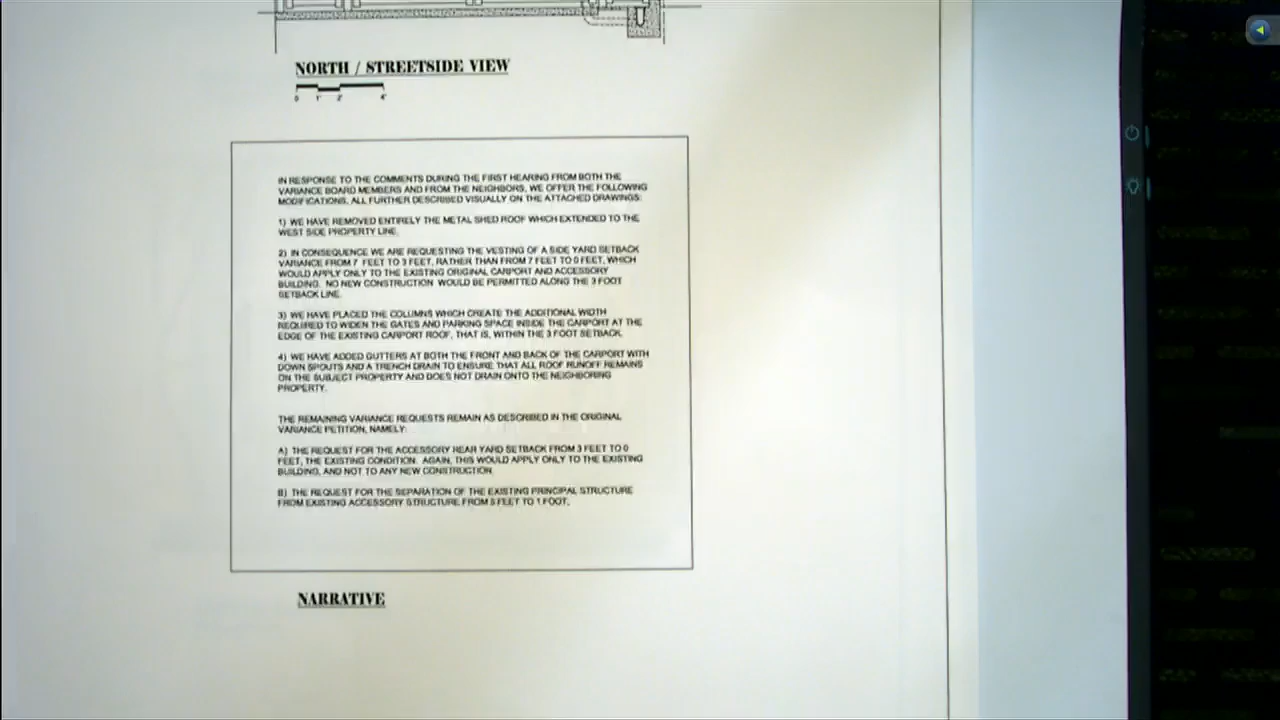 NORTH / STREETSIDE VIEW
0 1' 2' 4'
IN RESPONSE TO THE COMMENTS DURING THE FIRST HEARING FROM BOTH THE
VARIANCE BOARD MEMBERS AND FROM THE NEIGHBORS, WE OFFER THE FOLLOWING
MODIFICATIONS, ALL FURTHER DESCRIBED VISUALLY ON THE ATTACHED DRAWINGS:
1) WE HAVE REMOVED ENTIRELY THE METAL SHED ROOF WHICH EXTENDED TO THE
WEST SIDE PROPERTY LINE.
2) IN CONSEQUENCE WE ARE REQUESTING THE VESTING OF A SIDE YARD SETBACK
VARIANCE FROM 7 FEET TO 3 FEET, RATHER THAN FROM 7 FEET TO 0 FEET, WHICH
WOULD APPLY ONLY TO THE EXISTING ORIGINAL CARPORT AND ACCESSORY
BUILDING. NO NEW CONSTRUCTION WOULD BE PERMITTED ALONG THE 3 FOOT
SETBACK LINE.
3) WE HAVE PLACED THE COLUMNS WHICH CREATE THE ADDITIONAL WIDTH
REQUIRED TO WIDEN THE GATES AND PARKING SPACE INSIDE THE CARPORT AT THE
EDGE OF THE EXISTING CARPORT ROOF, THAT IS, WITHIN THE 3 FOOT SETBACK.
4) WE HAVE ADDED GUTTERS AT BOTH THE FRONT AND BACK OF THE CARPORT WITH
DOWN SPOUTS AND A TRENCH DRAIN TO ENSURE THAT ALL ROOF RUNOFF REMAINS
ON THE SUBJECT PROPERTY AND DOES NOT DRAIN ONTO THE NEIGHBORING
PROPERTY.
THE REMAINING VARIANCE REQUESTS REMAIN AS DESCRIBED IN THE ORIGINAL
VARIANCE PETITION, NAMELY:
A) THE REQUEST FOR THE ACCESSORY REAR YARD SETBACK FROM 3 FEET TO 0
FEET, THE EXISTING CONDITION. AGAIN, THIS WOULD APPLY ONLY TO THE EXISTING
BUILDING, AND NOT TO ANY NEW CONSTRUCTION.
B) THE REQUEST FOR THE SEPARATION OF THE EXISTING PRINCIPAL STRUCTURE
FROM EXISTING ACCESSORY STRUCTURE FROM 5 FEET TO 1 FOOT.
NARRATIVE